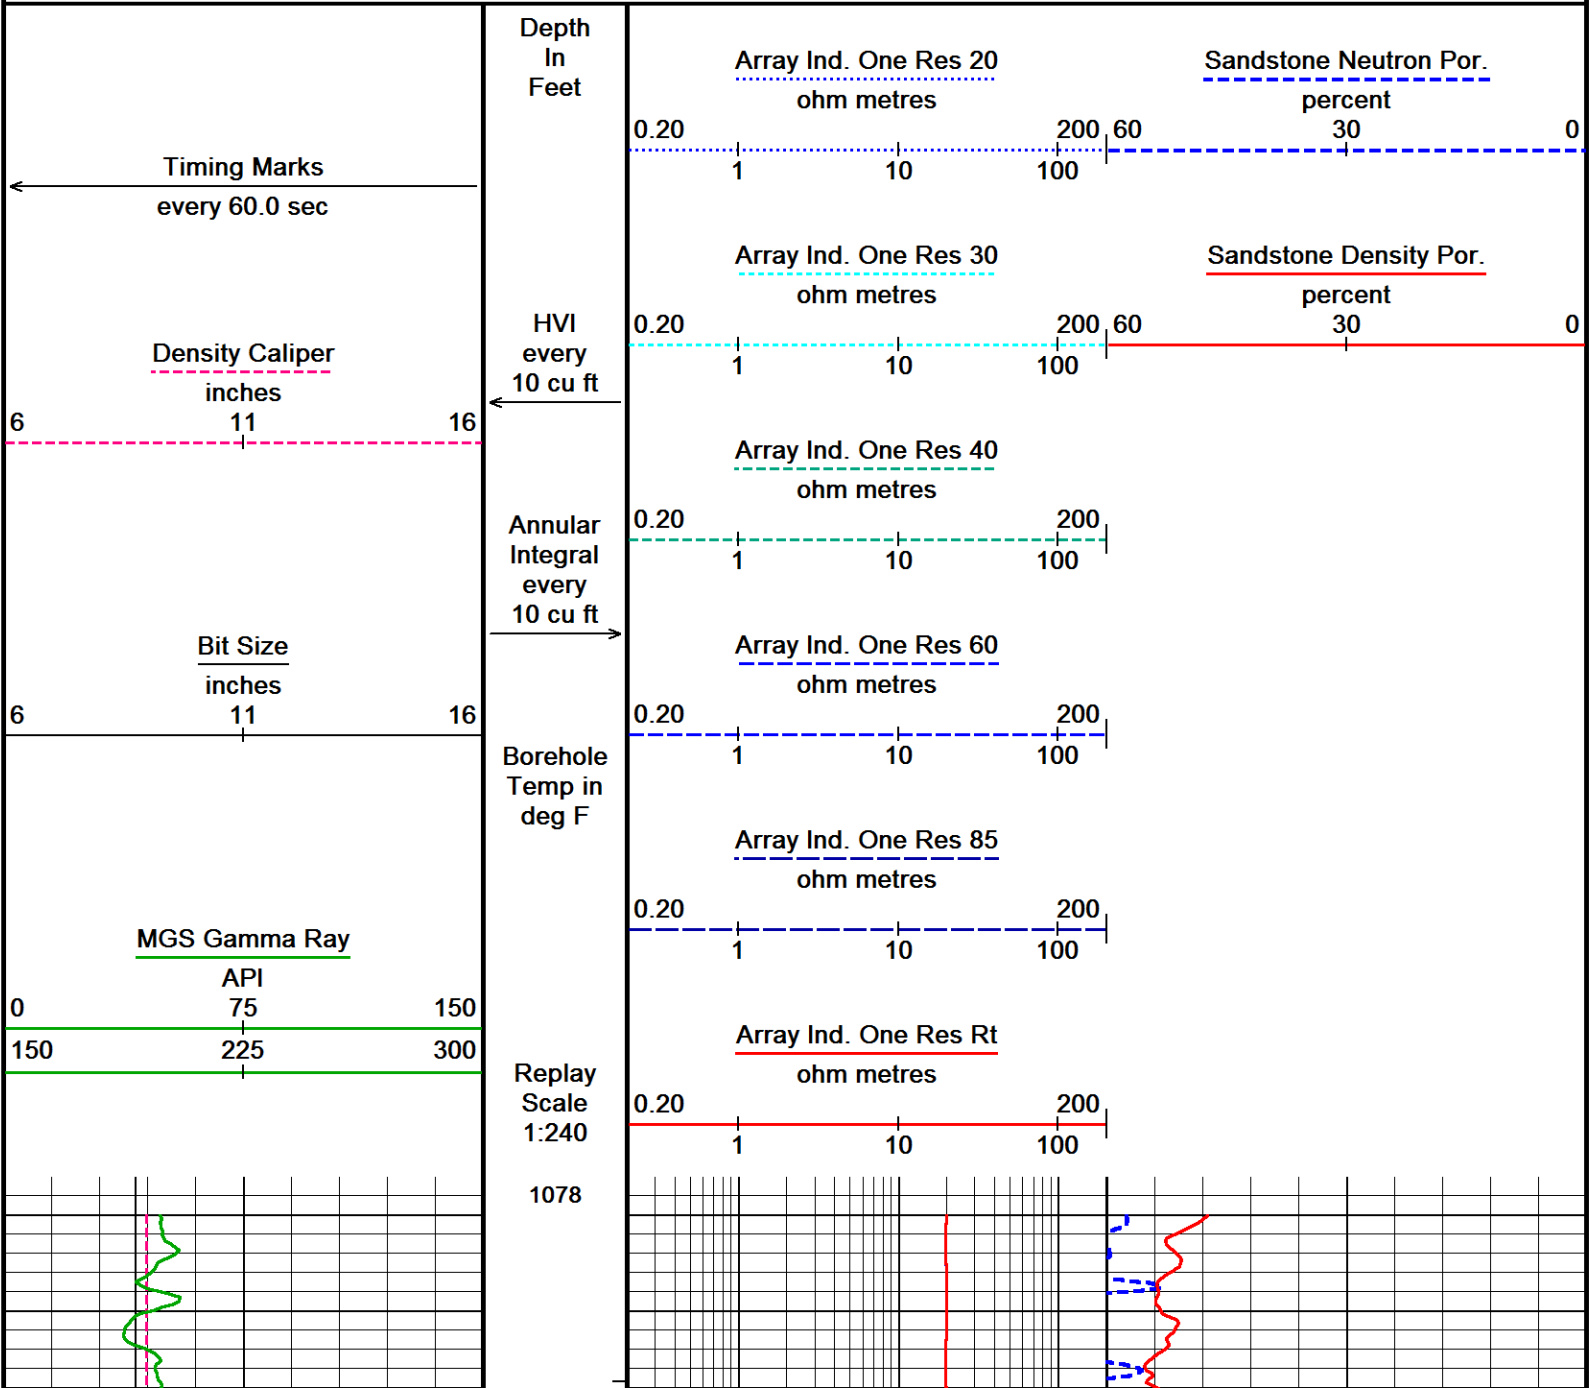 Timing Marks
every 60.0 sec
Density Caliper
inches
6 11 16
Bit Size
inches
6 11 16
MGS Gamma Ray
API
0 75 150
150 225 300
Depth
In
Feet
HVI
every
10 cu ft
Annular
Integral
every
10 cu ft
Borehole
Temp in
deg F
Replay
Scale
1:240
1078
Array Ind. One Res 20
ohm metres
0.20 200
1 10 100
Array Ind. One Res 30
ohm metres
0.20 200
1 10 100
Array Ind. One Res 40
ohm metres
0.20 200
1 10 100
Array Ind. One Res 60
ohm metres
0.20 200
1 10 100
Array Ind. One Res 85
ohm metres
0.20 200
1 10 100
Array Ind. One Res Rt
ohm metres
0.20 200
1 10 100
Sandstone Neutron Por.
percent
60 30 0
Sandstone Density Por.
percent
60 30 0